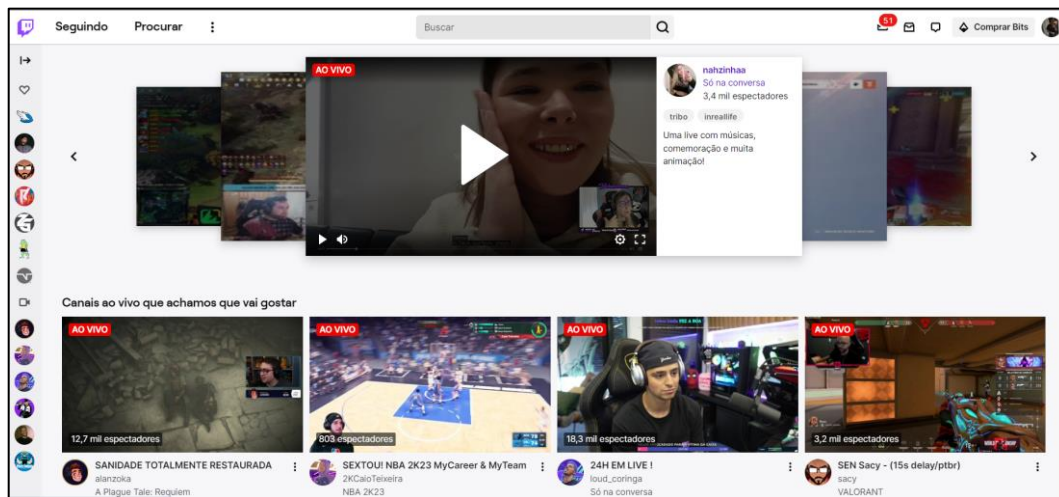 Seguindo Procurar
Buscar
51
Comprar Bits
AO VIVO
nahzinhaa
Só na conversa
3,4 mil espectadores
tribo inreallife
Uma live com músicas,
comemoração e muita
animação!
Canais ao vivo que achamos que vai gostar
AO VIVO
12,7 mil espectadores
SANIDADE TOTALMENTE RESTAURADA
alanzoka
A Plague Tale: Requiem
AO VIVO
803 espectadores
SEXTOU! NBA 2K23 MyCareer & MyTeam
2KCaioTeixeira
NBA 2K23
AO VIVO
18,3 mil espectadores
24H EM LIVE !
loud_coringa
Só na conversa
AO VIVO
3,2 mil espectadores
SEN Sacy - (15s delay/ptbr)
sacy
VALORANT